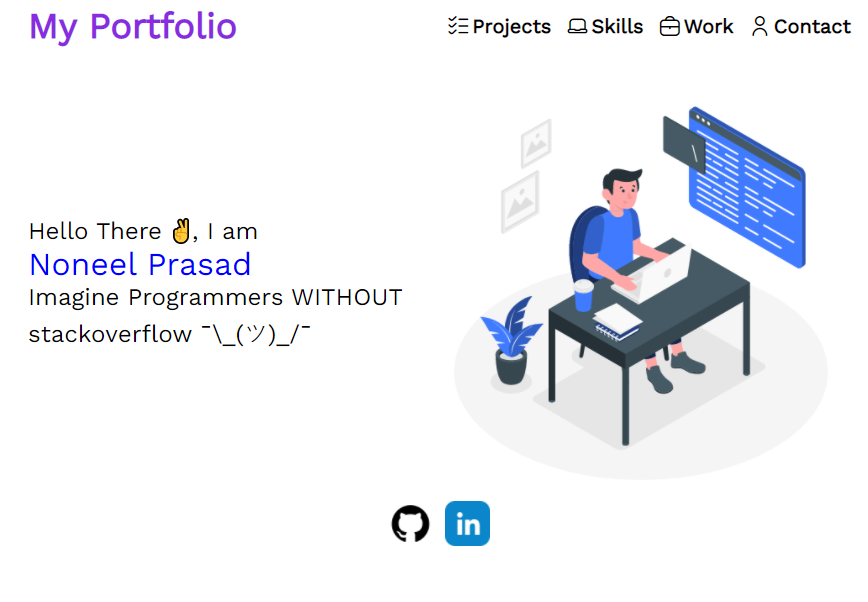 My Portfolio
Projects Skills Work Contact
Hello There ✌, I am
Noneel Prasad
Imagine Programmers WITHOUT
stackoverflow ¯\_(ツ)_/¯
in